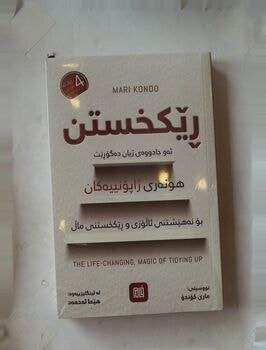 MARI KONDO
ڕێکخستن
ئەو جادووەی ژیان دەگۆڕێت
هونەری ژاپۆنییەکان
بۆ نەهێشتنی ئاڵۆزی و ڕێکخستنی ماڵ
THE LIFE-CHANGING, MAGIC OF TIDYING UP
نووسینی:
ماری کۆندۆ
لە ئینگلیزییەوە:
هێما ئەحمەد